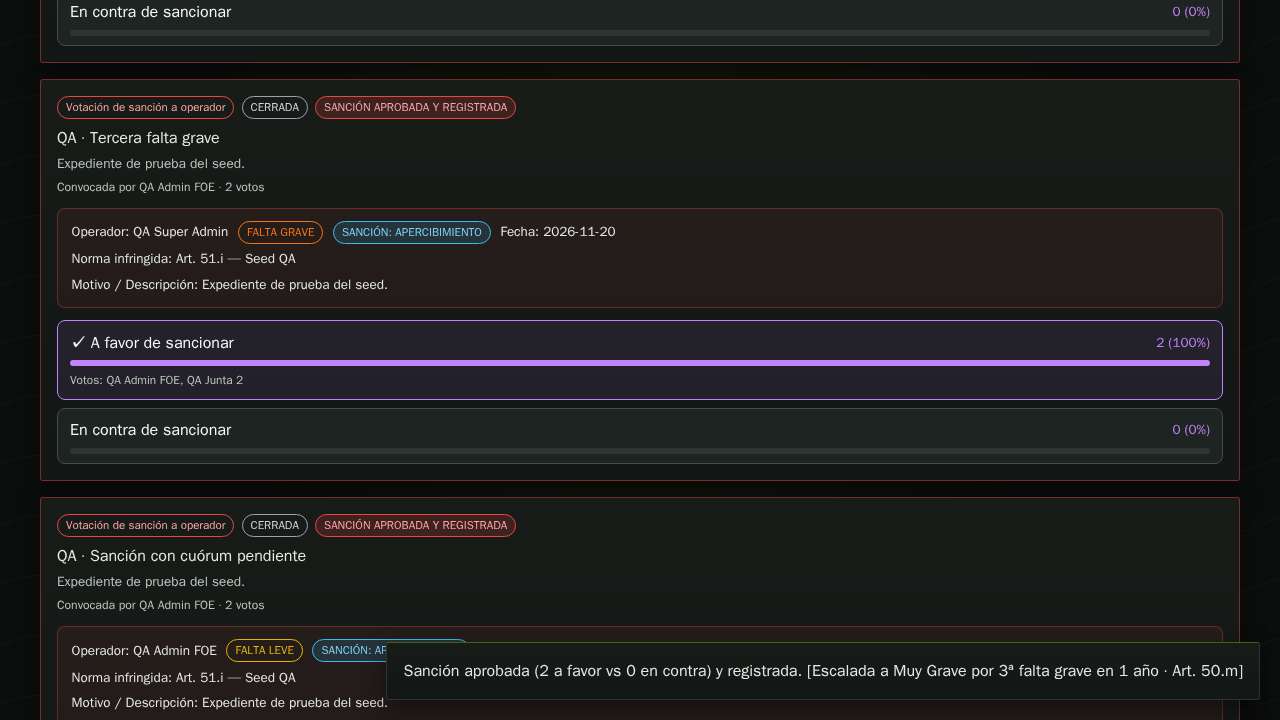 En contra de sancionar 0 (0%)
Votación de sanción a operador CERRADA SANCIÓN APROBADA Y REGISTRADA
QA · Tercera falta grave
Expediente de prueba del seed.
Convocada por QA Admin FOE · 2 votos
Operador: QA Super Admin FALTA GRAVE SANCIÓN: APERCIBIMIENTO Fecha: 2026-11-20
Norma infringida: Art. 51.i — Seed QA
Motivo / Descripción: Expediente de prueba del seed.
✓ A favor de sancionar 2 (100%)
Votos: QA Admin FOE, QA Junta 2
En contra de sancionar 0 (0%)
Votación de sanción a operador CERRADA SANCIÓN APROBADA Y REGISTRADA
QA · Sanción con cuórum pendiente
Expediente de prueba del seed.
Convocada por QA Admin FOE · 2 votos
Operador: QA Admin FOE FALTA LEVE SANCIÓN:
Norma infringida: Art. 51.i — Seed QA
Motivo / Descripción: Expediente de prueba del seed.
Sanción aprobada (2 a favor vs 0 en contra) y registrada. [Escalada a Muy Grave por 3ª falta grave en 1 año · Art. 50.m]